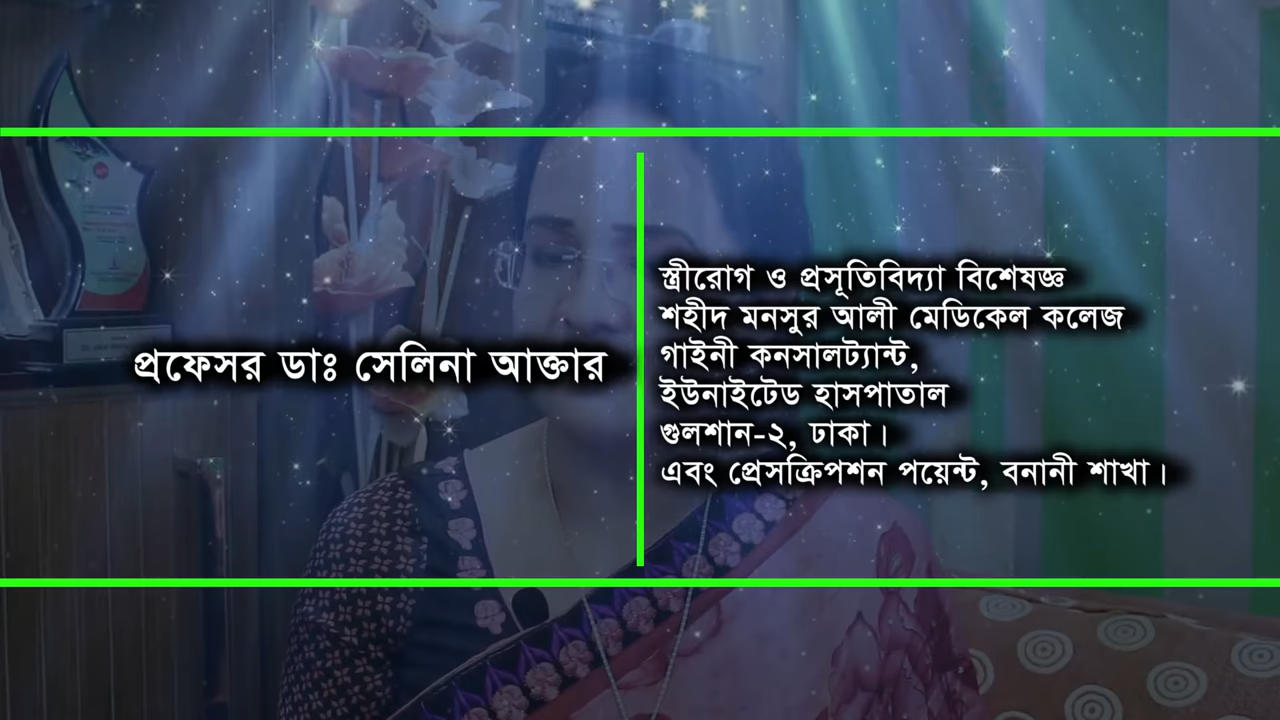 প্রফেসর ডাঃ সেলিনা আক্তার
স্ত্রীরোগ ও প্রসূতিবিদ্যা বিশেষজ্ঞ
শহীদ মনসুর আলী মেডিকেল কলেজ
গাইনী কনসালট্যান্ট,
ইউনাইটেড হাসপাতাল
গুলশান-২, ঢাকা।
এবং প্রেসক্রিপশন পয়েন্ট, বনানী শাখা।